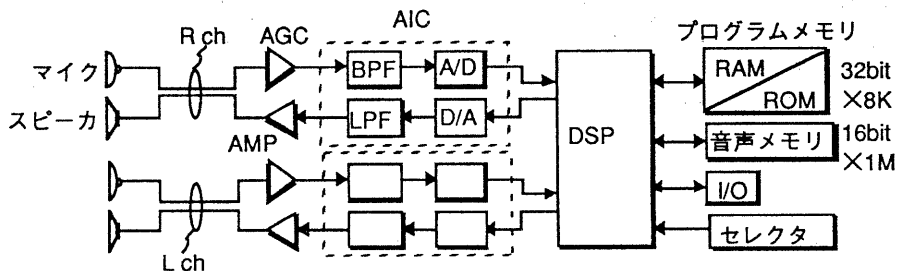 AIC
R ch
AGC
プログラムメモリ
マイク
BPF
A/D
RAM
ROM
32bit
×8K
スピーカ
LPF
D/A
DSP
AMP
音声メモリ
16bit
×1M
I/O
セレクタ
L ch